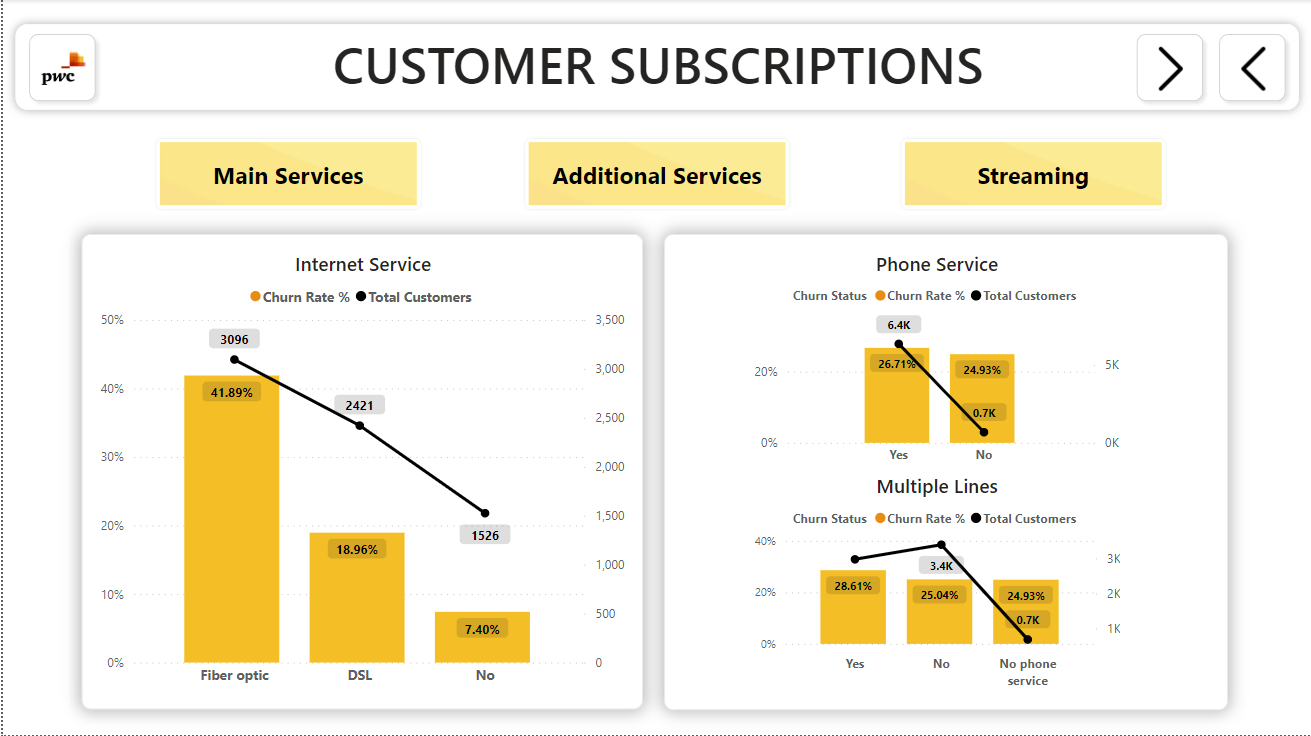 pwc
CUSTOMER SUBSCRIPTIONS
Main Services
Additional Services
Streaming
Internet Service
Churn Rate % Total Customers
50%
40%
30%
20%
10%
0%
3,500
3,000
2,500
2,000
1,500
1,000
500
0
3096
2421
1526
41.89%
18.96%
7.40%
Fiber optic DSL No
Phone Service
Churn Status Churn Rate % Total Customers
20%
0%
5K
0K
6.4K
26.71%
24.93%
0.7K
Yes No
Multiple Lines
Churn Status Churn Rate % Total Customers
40%
20%
0%
3K
2K
1K
3.4K
28.61%
25.04%
24.93%
0.7K
Yes No No phone
service